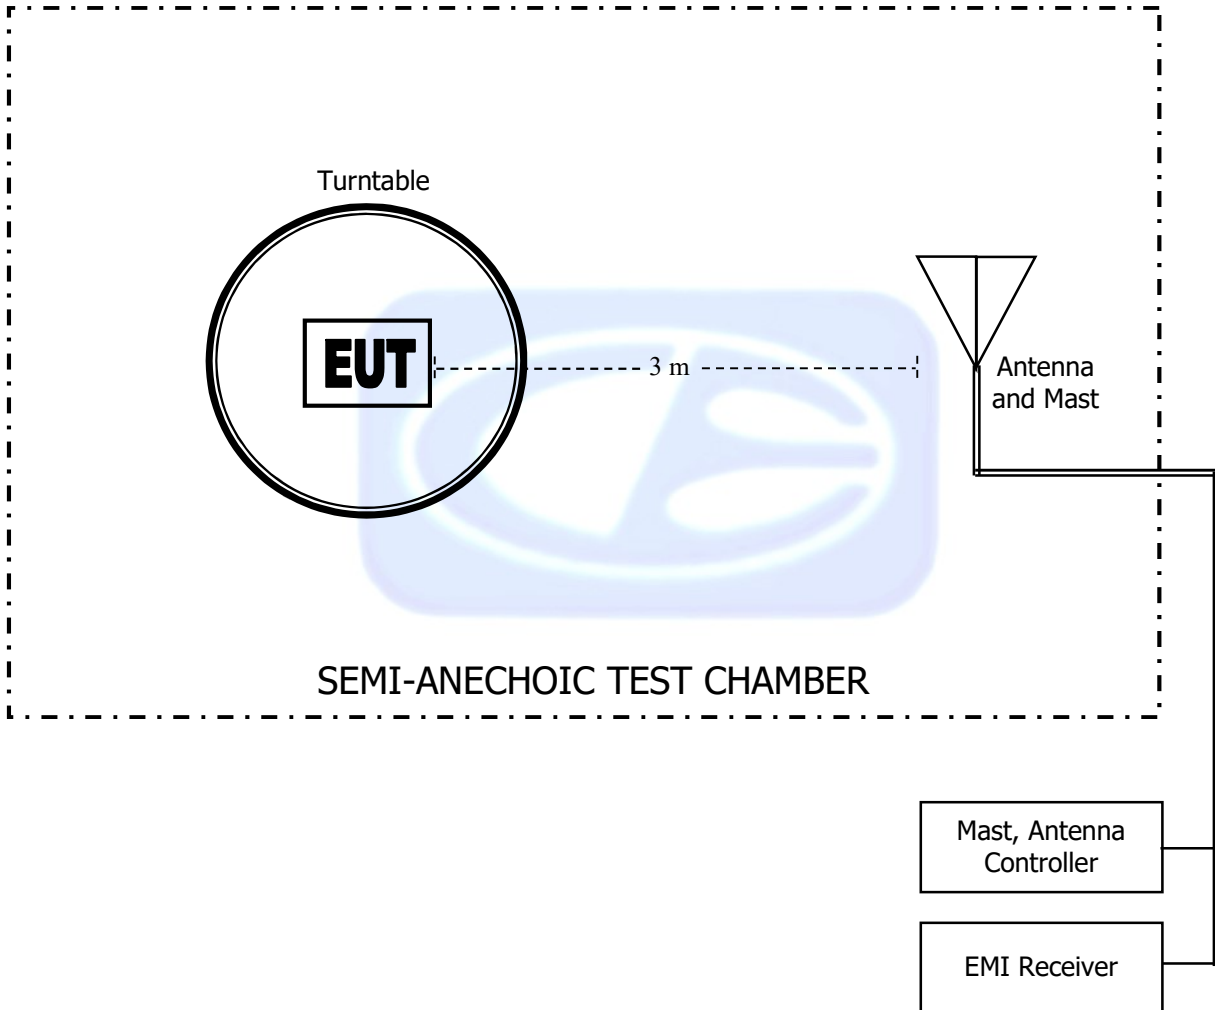 Turntable
EUT
3 m
Antenna
and Mast
SEMI-ANECHOIC TEST CHAMBER
Mast, Antenna
Controller
EMI Receiver